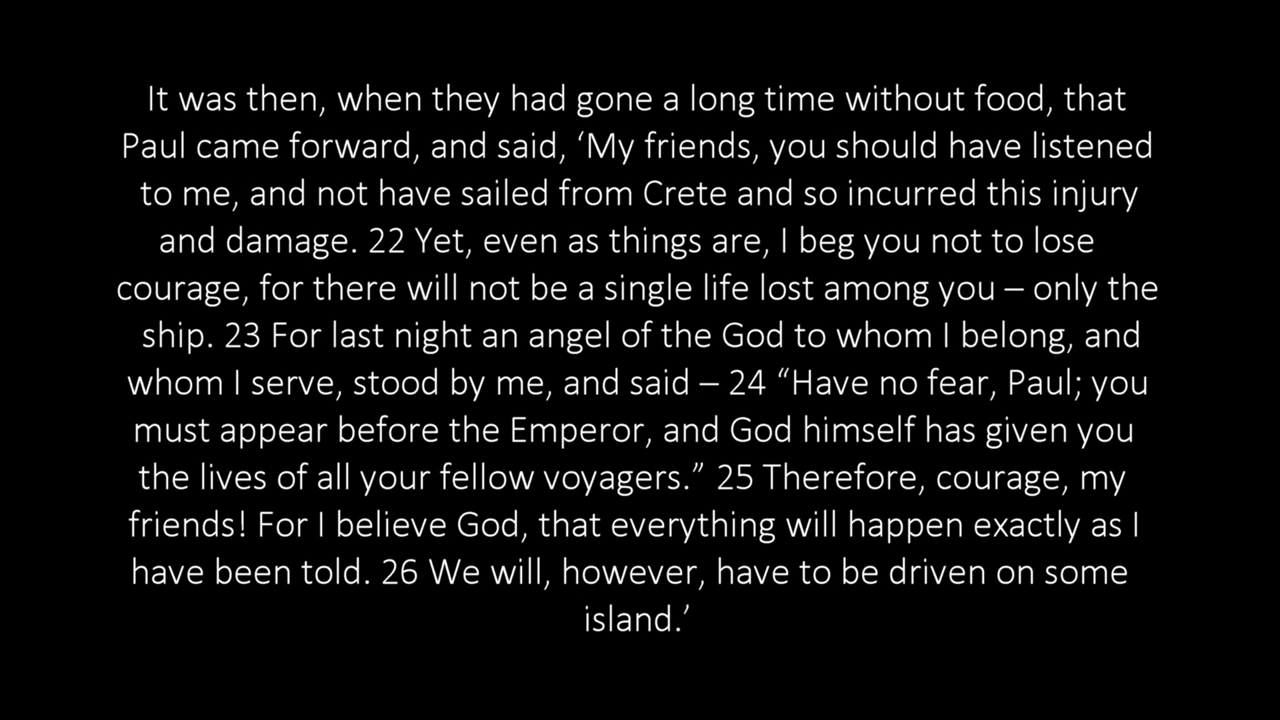 It was then, when they had gone a long time without food, that
Paul came forward, and said, ‘My friends, you should have listened
to me, and not have sailed from Crete and so incurred this injury
and damage. 22 Yet, even as things are, I beg you not to lose
courage, for there will not be a single life lost among you – only the
ship. 23 For last night an angel of the God to whom I belong, and
whom I serve, stood by me, and said – 24 “Have no fear, Paul; you
must appear before the Emperor, and God himself has given you
the lives of all your fellow voyagers.” 25 Therefore, courage, my
friends! For I believe God, that everything will happen exactly as I
have been told. 26 We will, however, have to be driven on some
island.’